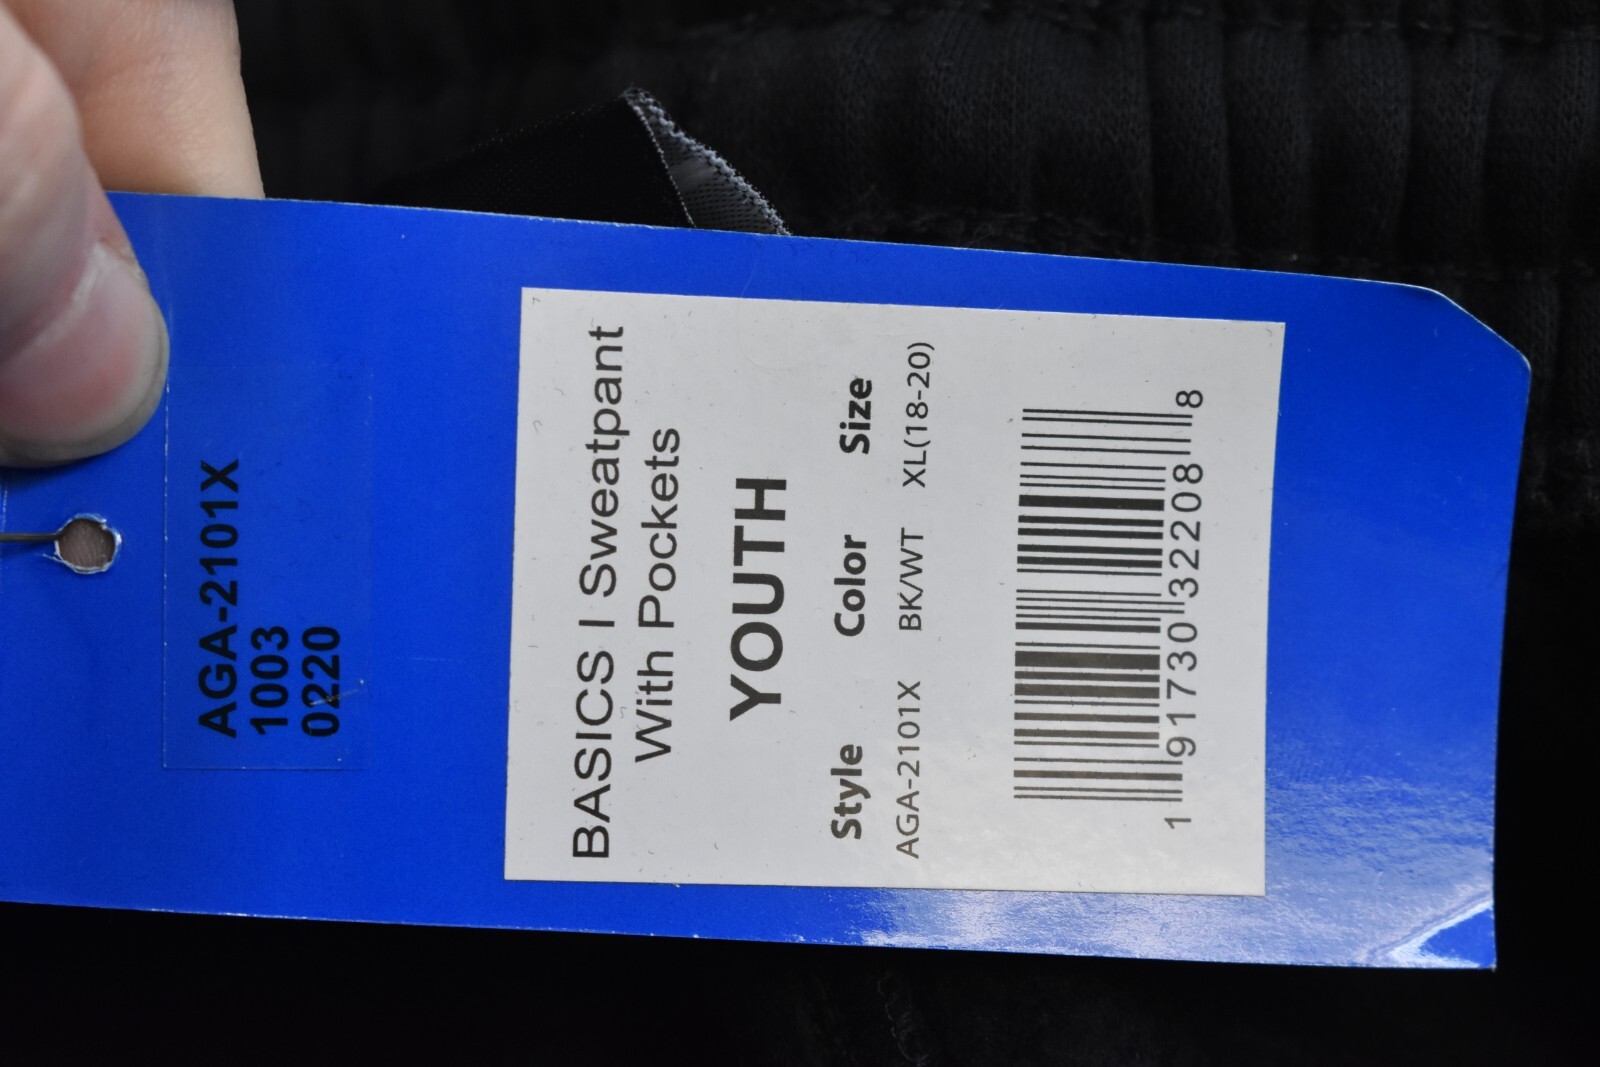 AGA-2101X
1003
0220
BASICS I Sweatpant
With Pockets
YOUTH
Style Color Size
AGA-2101X BK/WT XL(18-20)
1 91730 32208 8